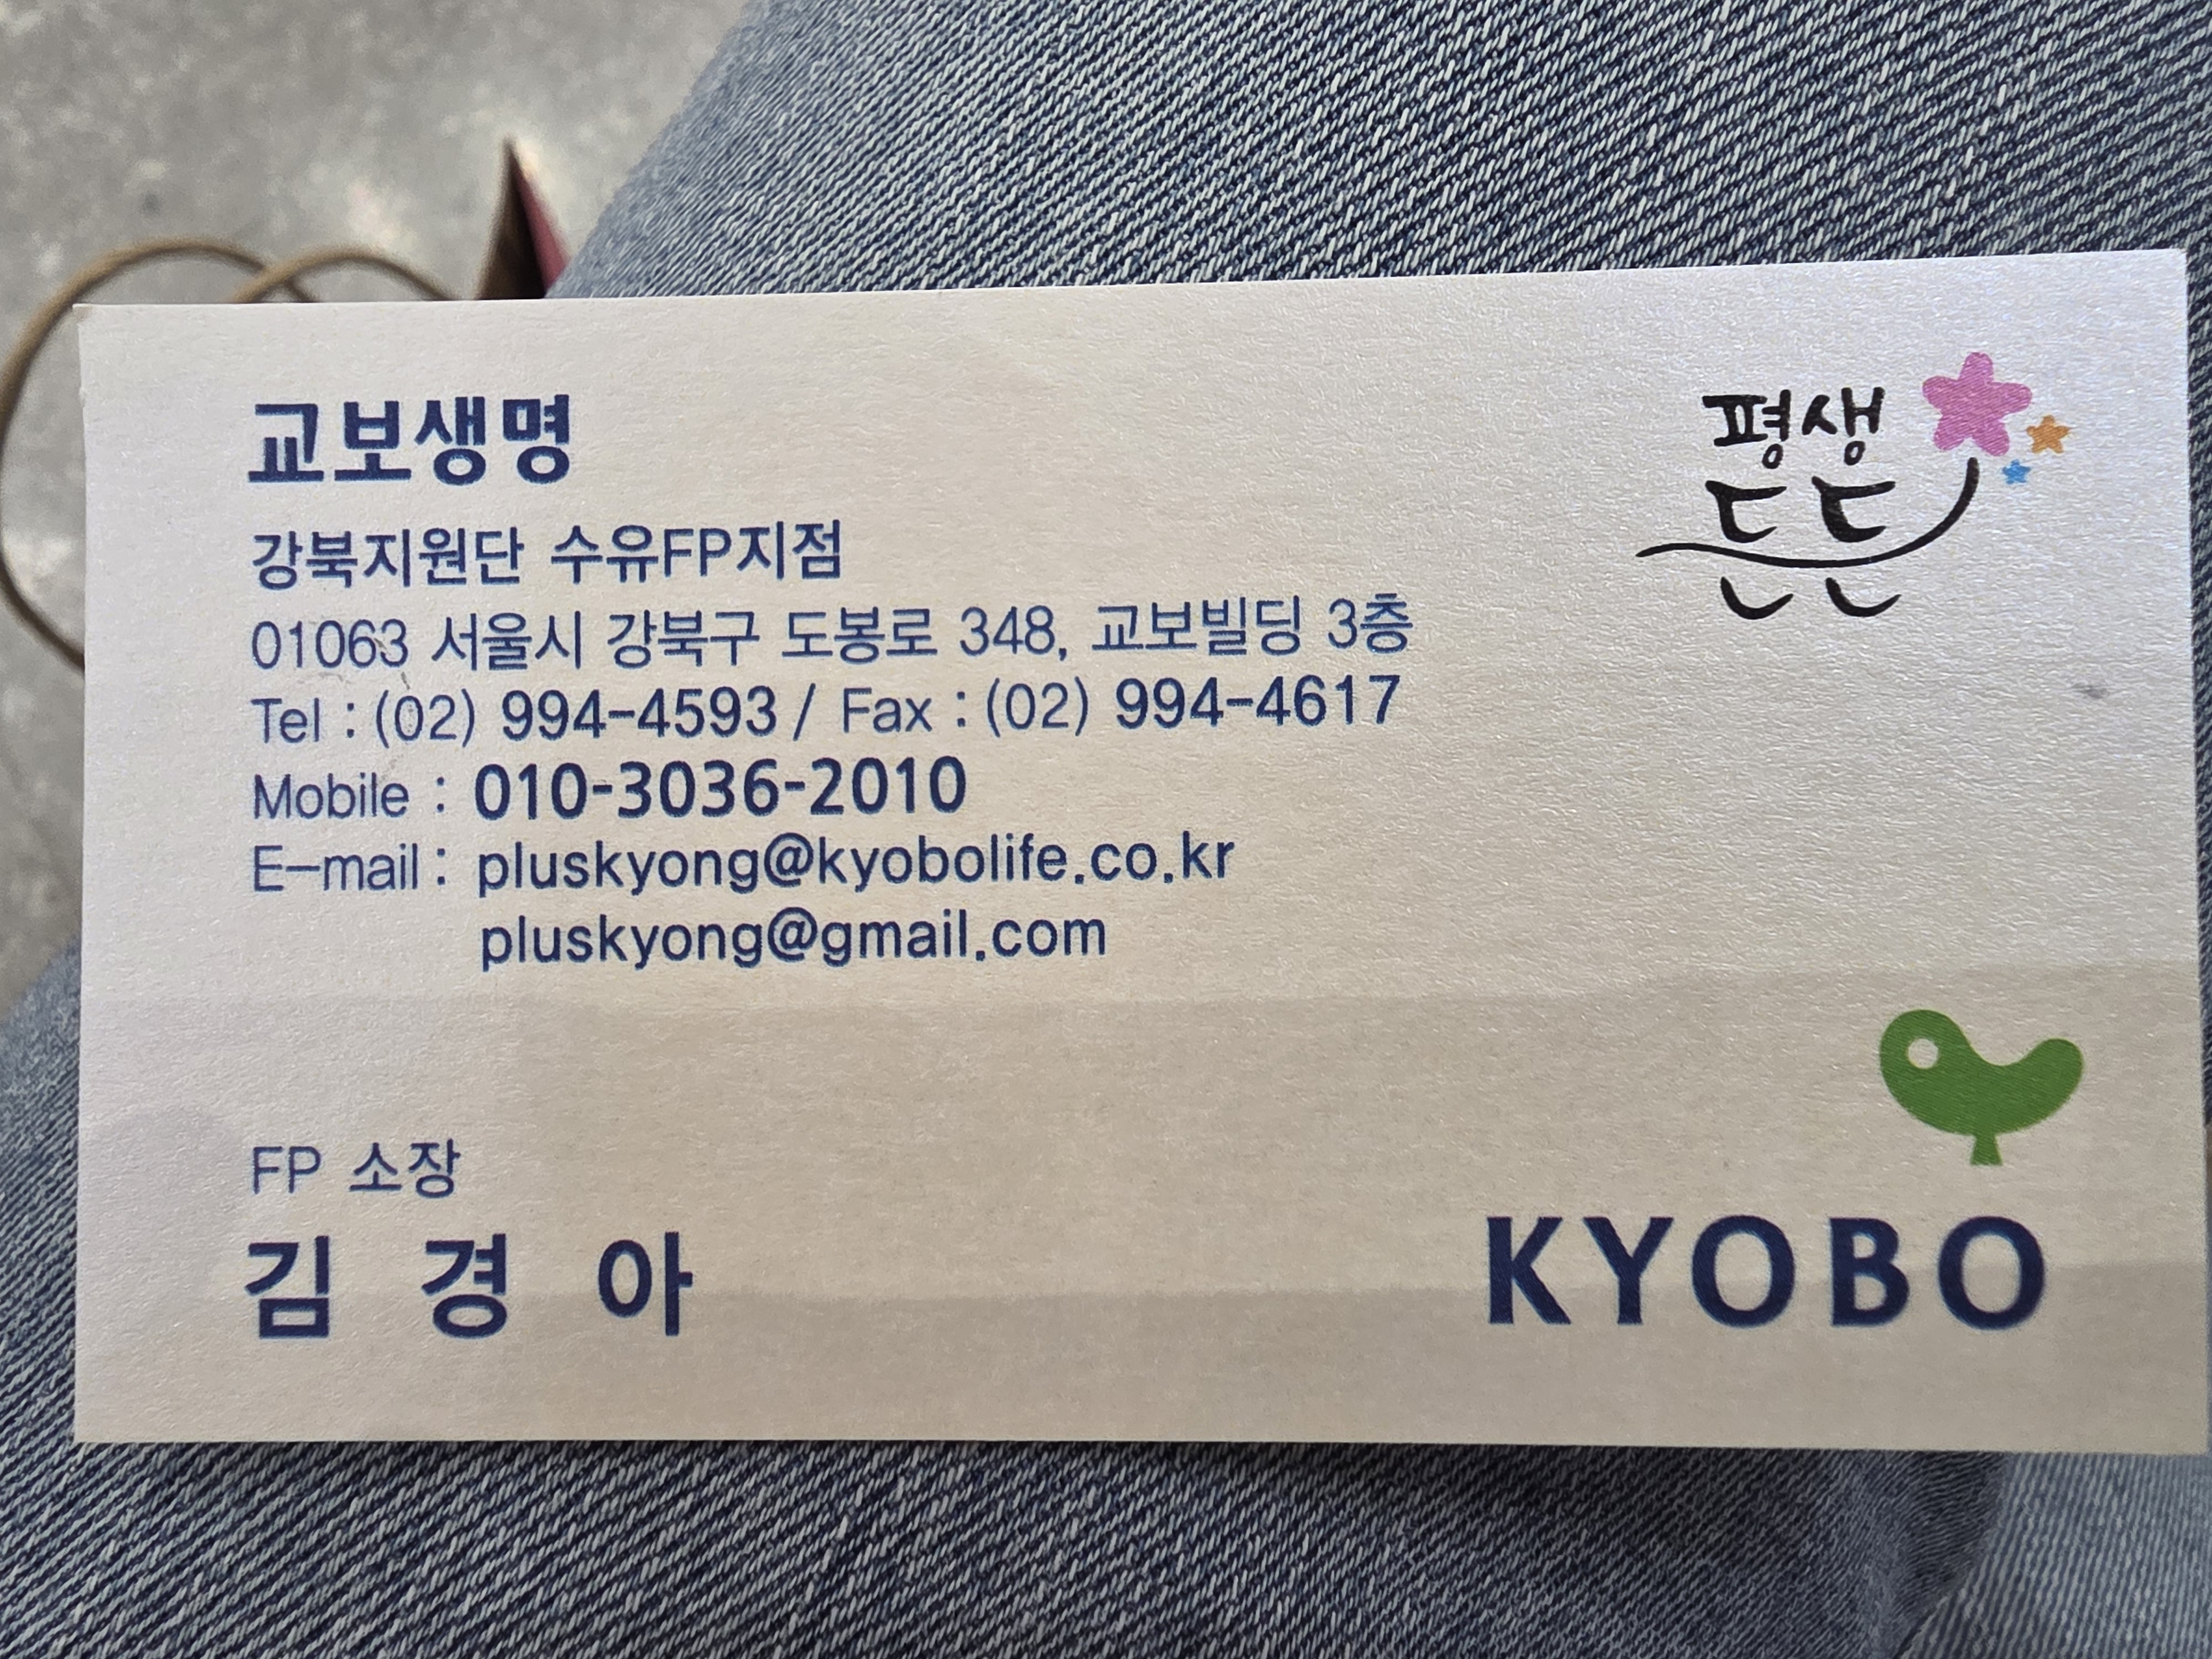 교보생명
강북지원단 수유FP지점
01063 서울시 강북구 도봉로 348, 교보빌딩 3층
Tel : (02) 994-4593 / Fax : (02) 994-4617
Mobile : 010-3036-2010
E-mail : pluskyong@kyobolife.co.kr
pluskyong@gmail.com
평생
든든
FP 소장
김 경 아
KYOBO